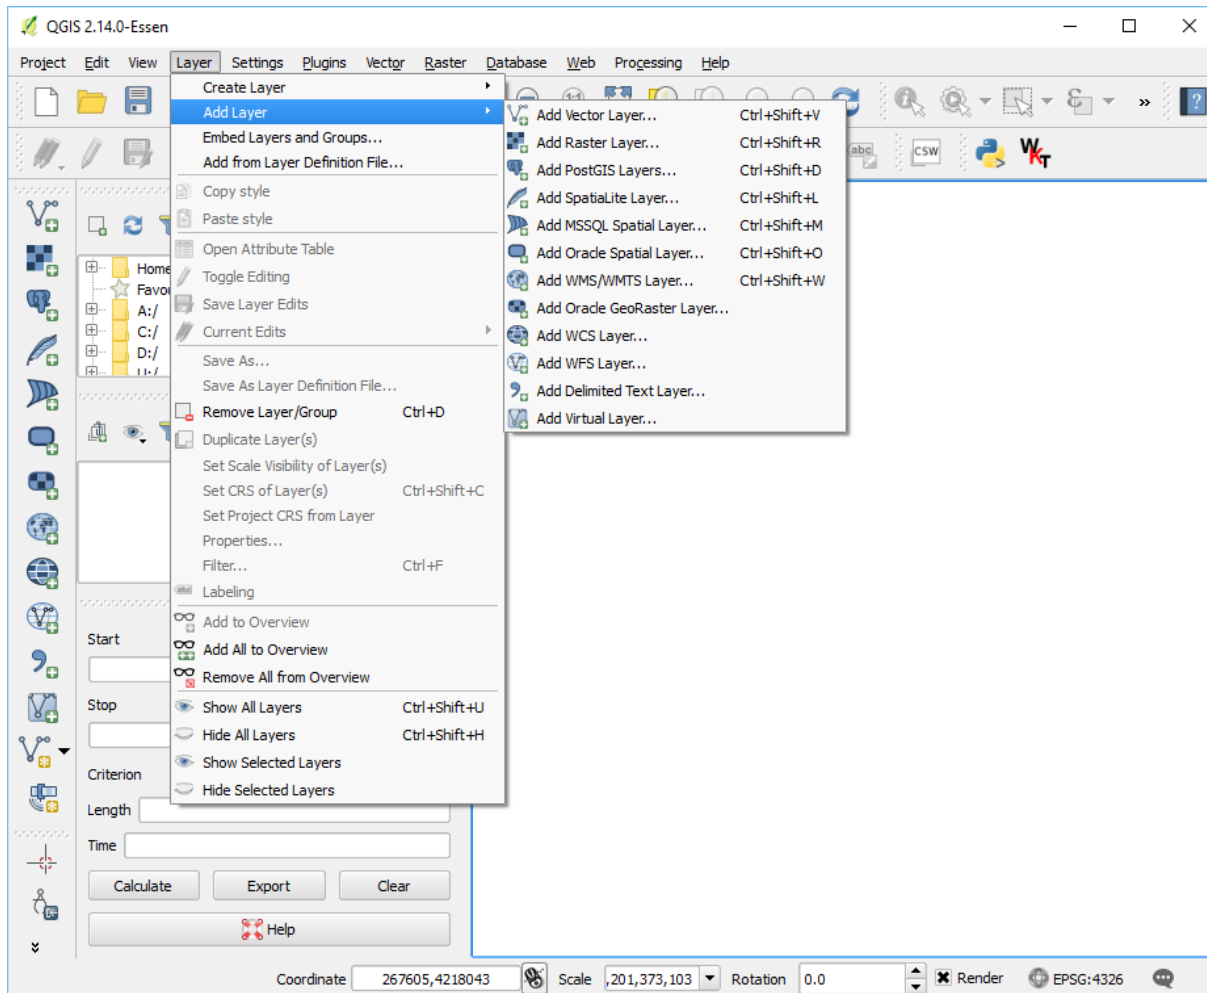 QGIS 2.14.0-Essen
Project Edit View Layer Settings Plugins Vector Raster Database Web Processing Help
Create Layer
Add Layer
Embed Layers and Groups...
Add from Layer Definition File...
Copy style
Paste style
Open Attribute Table
Toggle Editing
Save Layer Edits
Current Edits
Save As...
Save As Layer Definition File...
Remove Layer/Group Ctrl+D
Duplicate Layer(s)
Set Scale Visibility of Layer(s)
Set CRS of Layer(s) Ctrl+Shift+C
Set Project CRS from Layer
Properties...
Filter... Ctrl+F
abc Labeling
Add to Overview
Add All to Overview
Remove All from Overview
Show All Layers Ctrl+Shift+U
Hide All Layers Ctrl+Shift+H
Show Selected Layers
Hide Selected Layers
Add Vector Layer... Ctrl+Shift+V
Add Raster Layer... Ctrl+Shift+R
Add PostGIS Layers... Ctrl+Shift+D
Add SpatiaLite Layer... Ctrl+Shift+L
Add MSSQL Spatial Layer... Ctrl+Shift+M
Add Oracle Spatial Layer... Ctrl+Shift+O
Add WMS/WMTS Layer... Ctrl+Shift+W
Add Oracle GeoRaster Layer...
Add WCS Layer...
Add WFS Layer...
Add Delimited Text Layer...
Add Virtual Layer...
abc CSW WKT
Home
Favo
A:/
C:/
D:/
Start
Stop
Criterion
Length
Time
Calculate Export Clear
Help
Coordinate 267605,4218043 Scale ,201,373,103 Rotation 0.0 Render EPSG:4326